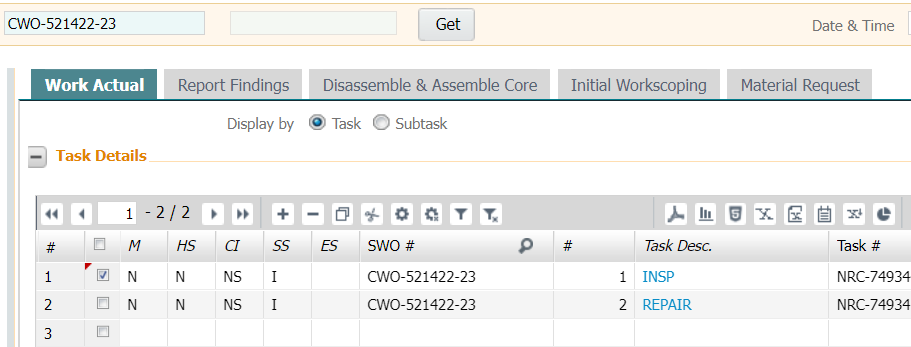 CWO-521422-23 Get Date & Time
Work Actual Report Findings Disassemble & Assemble Core Initial Workscoping Material Request
Display by Task Subtask
Task Details
1 - 2 / 2
# M HS CI SS ES SWO # # Task Desc. Task #
1 N N NS I CWO-521422-23 1 INSP NRC-74934
2 N N NS I CWO-521422-23 2 REPAIR NRC-74934
3